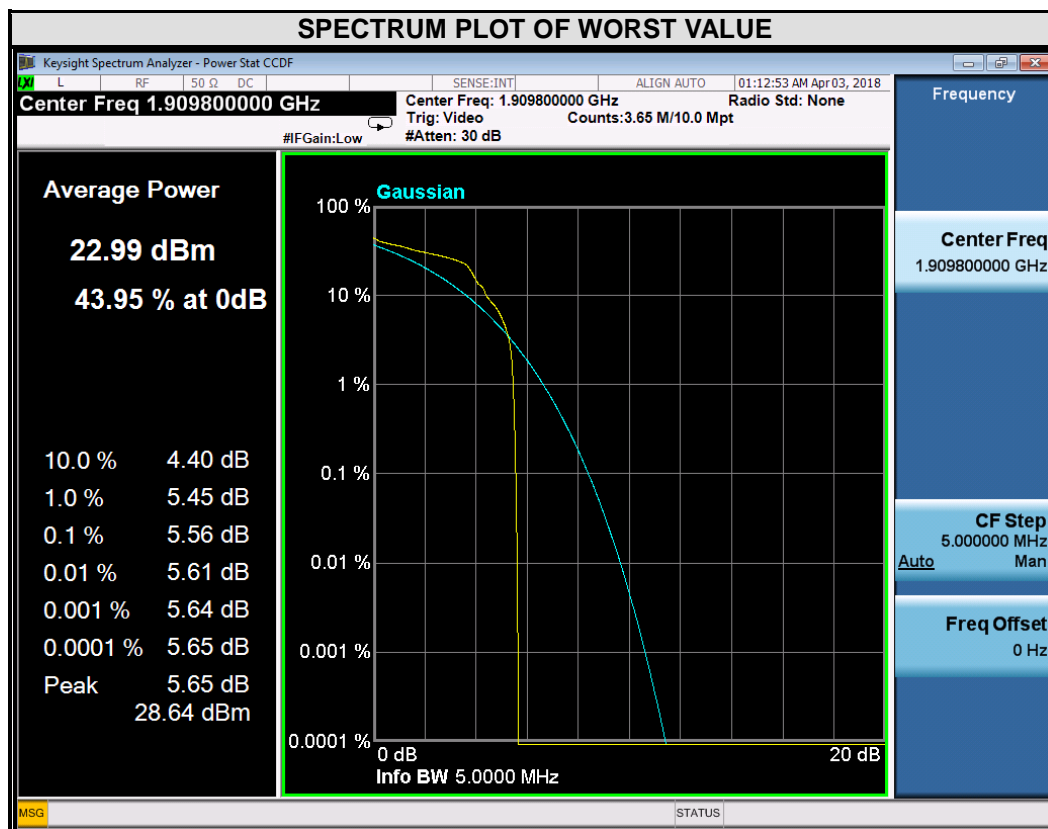 SPECTRUM PLOT OF WORST VALUE
Keysight Spectrum Analyzer - Power Stat CCDF
LXI L RF 50 Ω DC SENSE:INT ALIGN AUTO 01:12:53 AM Apr 03, 2018
Center Freq 1.909800000 GHz
Center Freq: 1.909800000 GHz Radio Std: None
Trig: Video Counts:3.65 M/10.0 Mpt
#IFGain:Low #Atten: 30 dB
Average Power
22.99 dBm
43.95 % at 0dB
10.0 % 4.40 dB
1.0 % 5.45 dB
0.1 % 5.56 dB
0.01 % 5.61 dB
0.001 % 5.64 dB
0.0001 % 5.65 dB
Peak 5.65 dB
28.64 dBm
Gaussian
100 %
10 %
1 %
0.1 %
0.01 %
0.001 %
0.0001 %
0 dB 20 dB
Info BW 5.0000 MHz
Frequency
Center Freq
1.909800000 GHz
CF Step
5.000000 MHz
Auto Man
Freq Offset
0 Hz
MSG STATUS